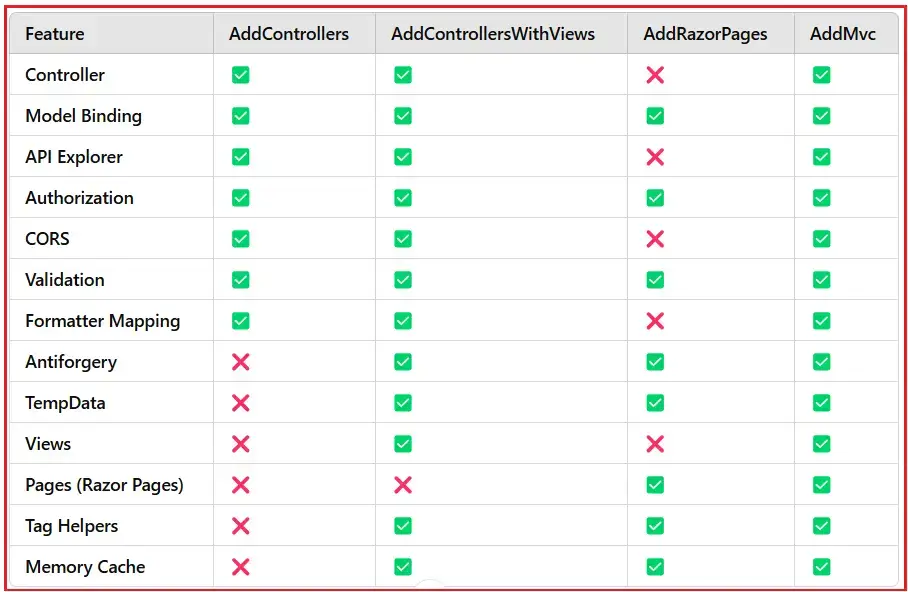 Feature AddControllers AddControllersWithViews AddRazorPages AddMvc
Controller ✅ ✅ ❌ ✅
Model Binding ✅ ✅ ✅ ✅
API Explorer ✅ ✅ ❌ ✅
Authorization ✅ ✅ ✅ ✅
CORS ✅ ✅ ❌ ✅
Validation ✅ ✅ ✅ ✅
Formatter Mapping ✅ ✅ ❌ ✅
Antiforgery ❌ ✅ ✅ ✅
TempData ❌ ✅ ✅ ✅
Views ❌ ✅ ❌ ✅
Pages (Razor Pages) ❌ ❌ ✅ ✅
Tag Helpers ❌ ✅ ✅ ✅
Memory Cache ❌ ✅ ✅ ✅